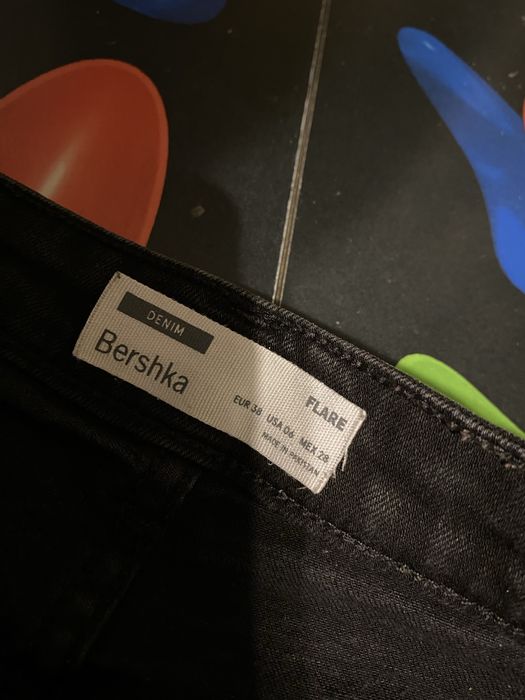 DENIM
Bershka
FLARE
EUR 38 USA 06 MEX 28
MADE IN PAKISTAN